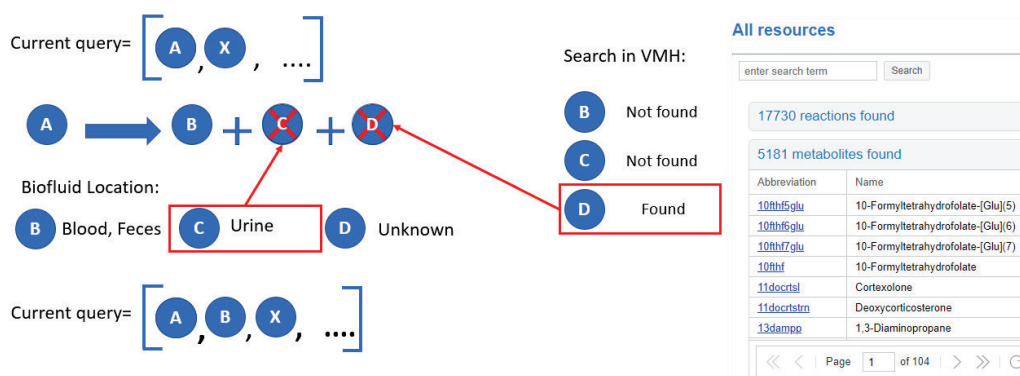 Current query= [ A , X , .... ]
A B + C + D
Biofluid Location:
B Blood, Feces C Urine D Unknown
Current query= [ A , B , X , .... ]
Search in VMH:
B Not found
C Not found
D Found
All resources
enter search term Search
17730 reactions found
5181 metabolites found
Abbreviation Name
10fthf5glu 10-Formyltetrahydrofolate-[Glu](5)
10fthf6glu 10-Formyltetrahydrofolate-[Glu](6)
10fthf7glu 10-Formyltetrahydrofolate-[Glu](7)
10fthf 10-Formyltetrahydrofolate
11docrtsl Cortexolone
11docrtstrn Deoxycorticosterone
13dampp 1,3-Diaminopropane
Page 1 of 104